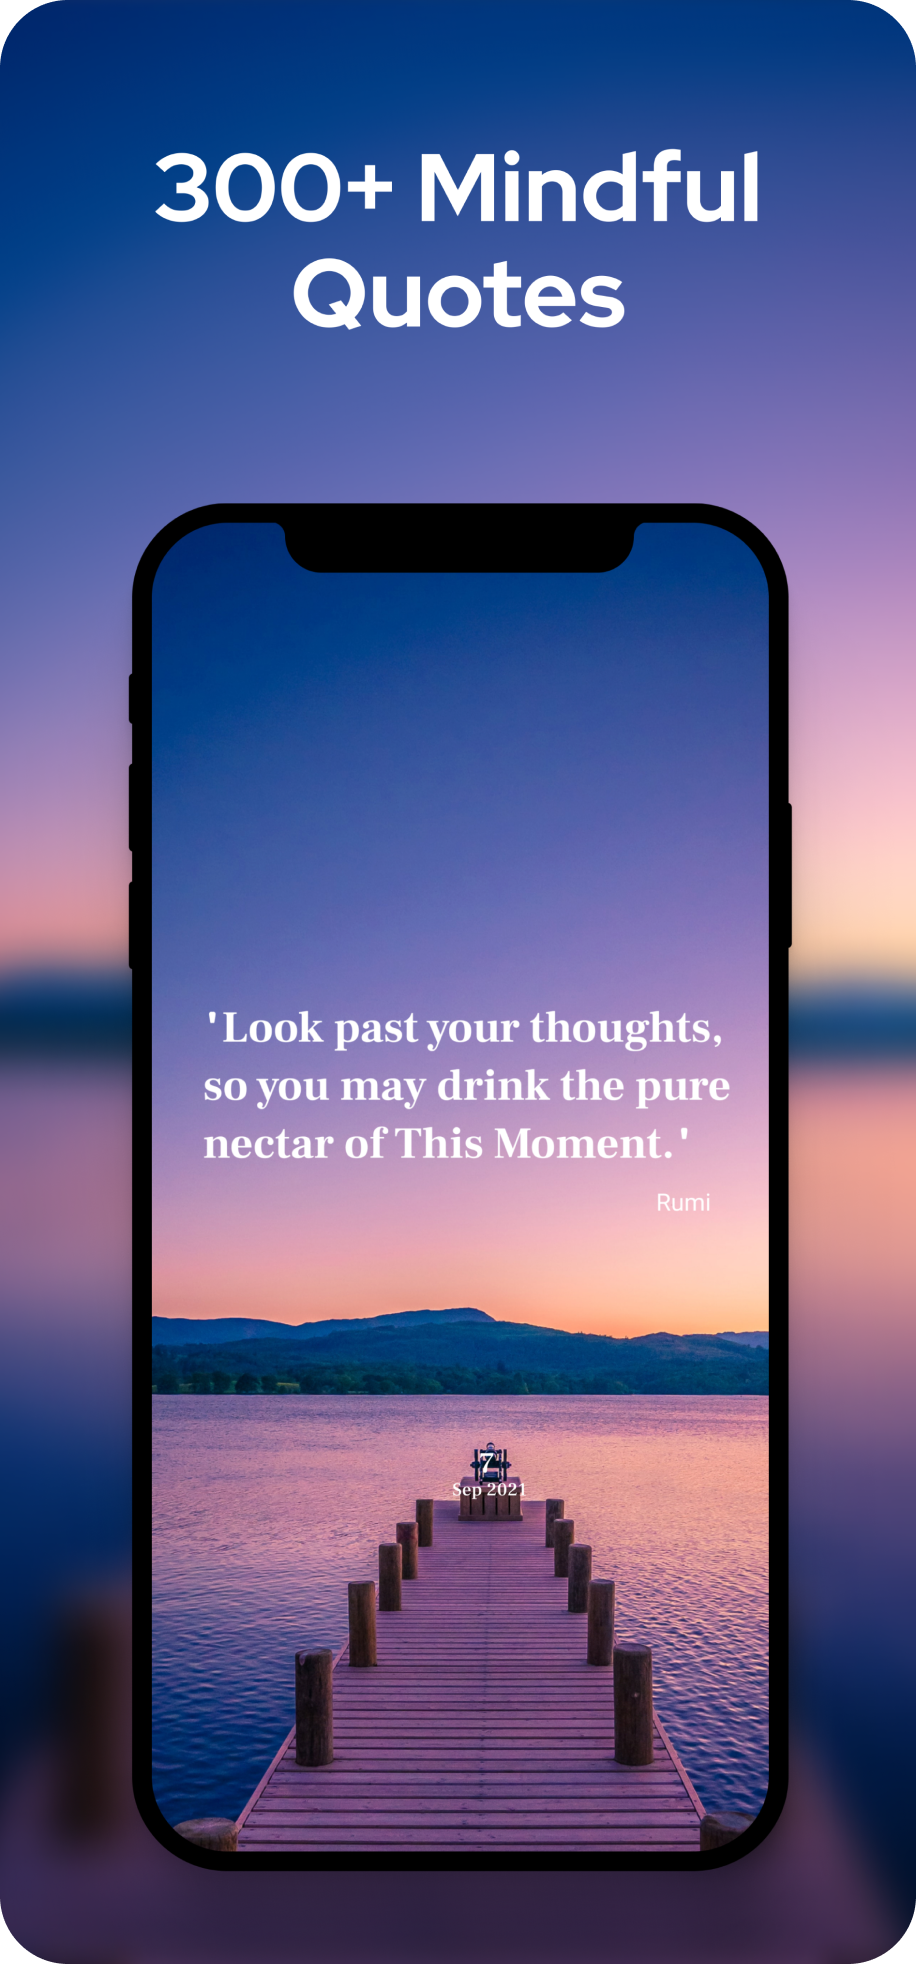 300+ Mindful
Quotes
'Look past your thoughts,
so you may drink the pure
nectar of This Moment.'
Rumi
7
Sep 2021